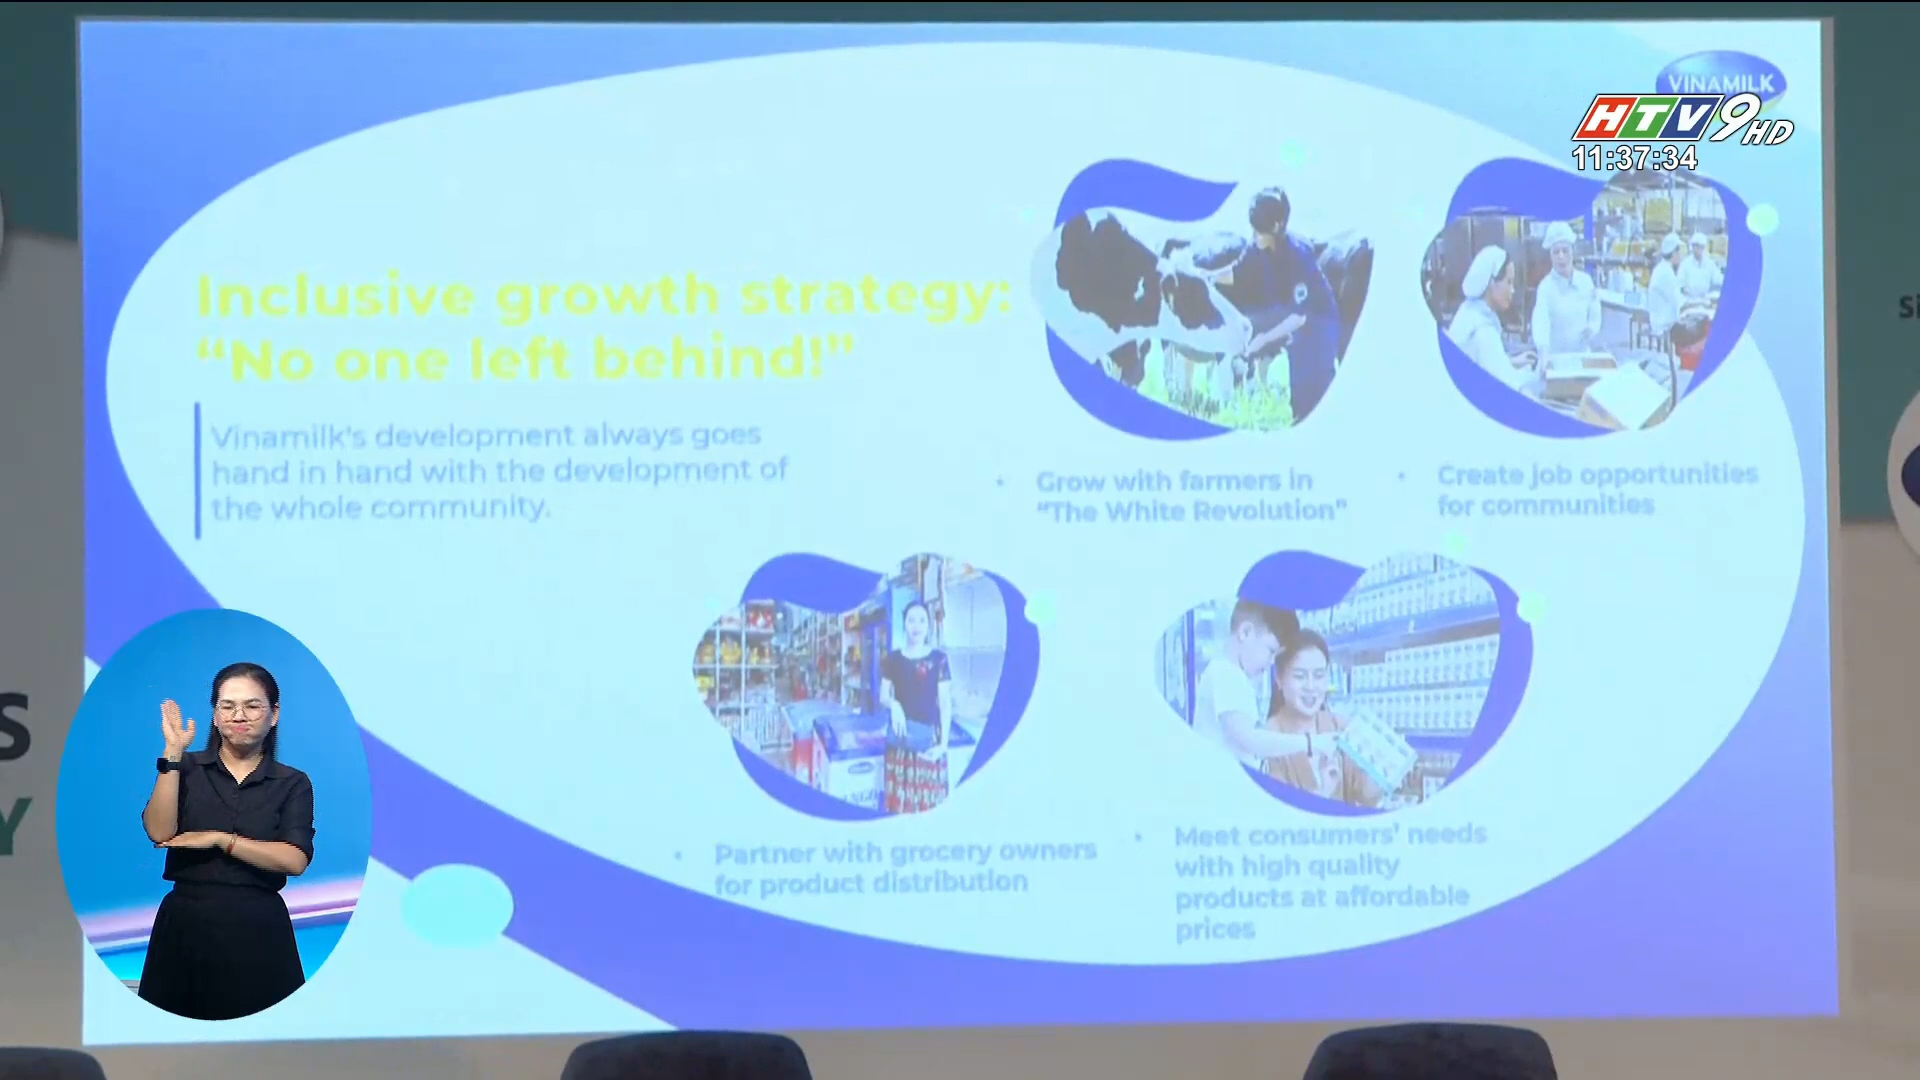 VINAMILK
HTV9HD
11:37:34
Inclusive growth strategy:
“No one left behind!”
Vinamilk's development always goes
hand in hand with the development of
the whole community.
• Grow with farmers in
“The White Revolution”
• Create job opportunities
for communities
• Partner with grocery owners
for product distribution
• Meet consumers' needs
with high quality
products at affordable
prices
S
Y